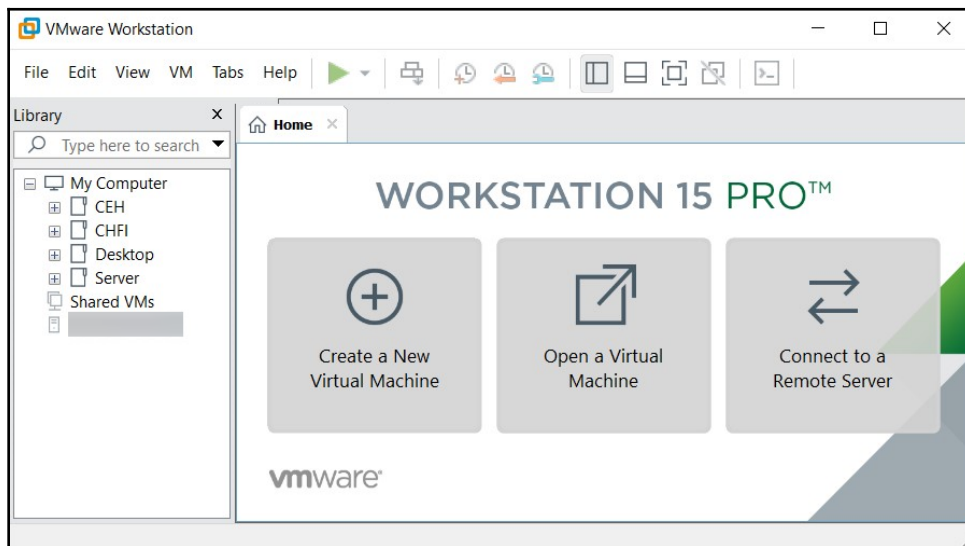 VMware Workstation
File Edit View VM Tabs Help
Library X
Home
Type here to search
My Computer
CEH
CHFI
Desktop
Server
Shared VMs
WORKSTATION 15 PRO™
Create a New
Virtual Machine
Open a Virtual
Machine
Connect to a
Remote Server
vmware®